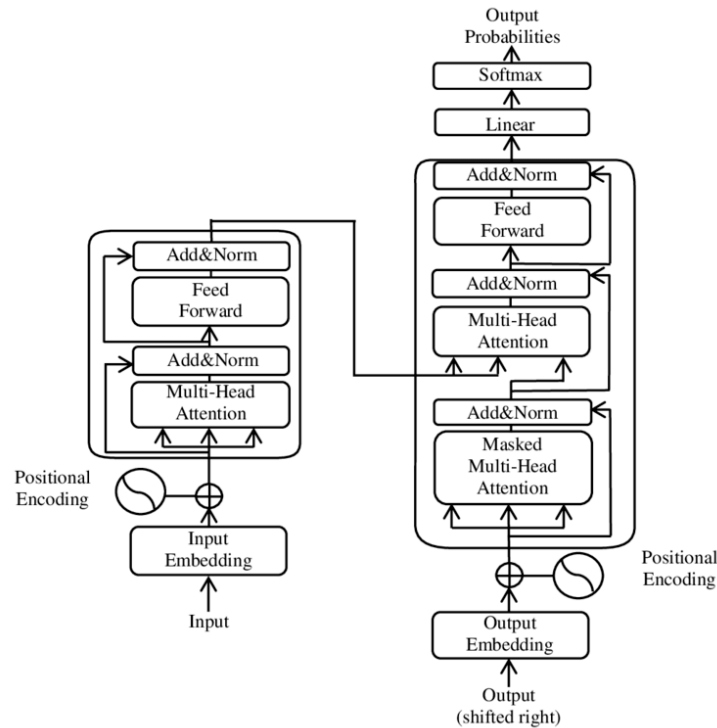 Output
Probabilities
Softmax
Linear
Add&Norm
Feed
Forward
Add&Norm
Multi-Head
Attention
Add&Norm
Masked
Multi-Head
Attention
Positional
Encoding
Output
Embedding
Output
(shifted right)
Add&Norm
Feed
Forward
Add&Norm
Multi-Head
Attention
Positional
Encoding
Input
Embedding
Input